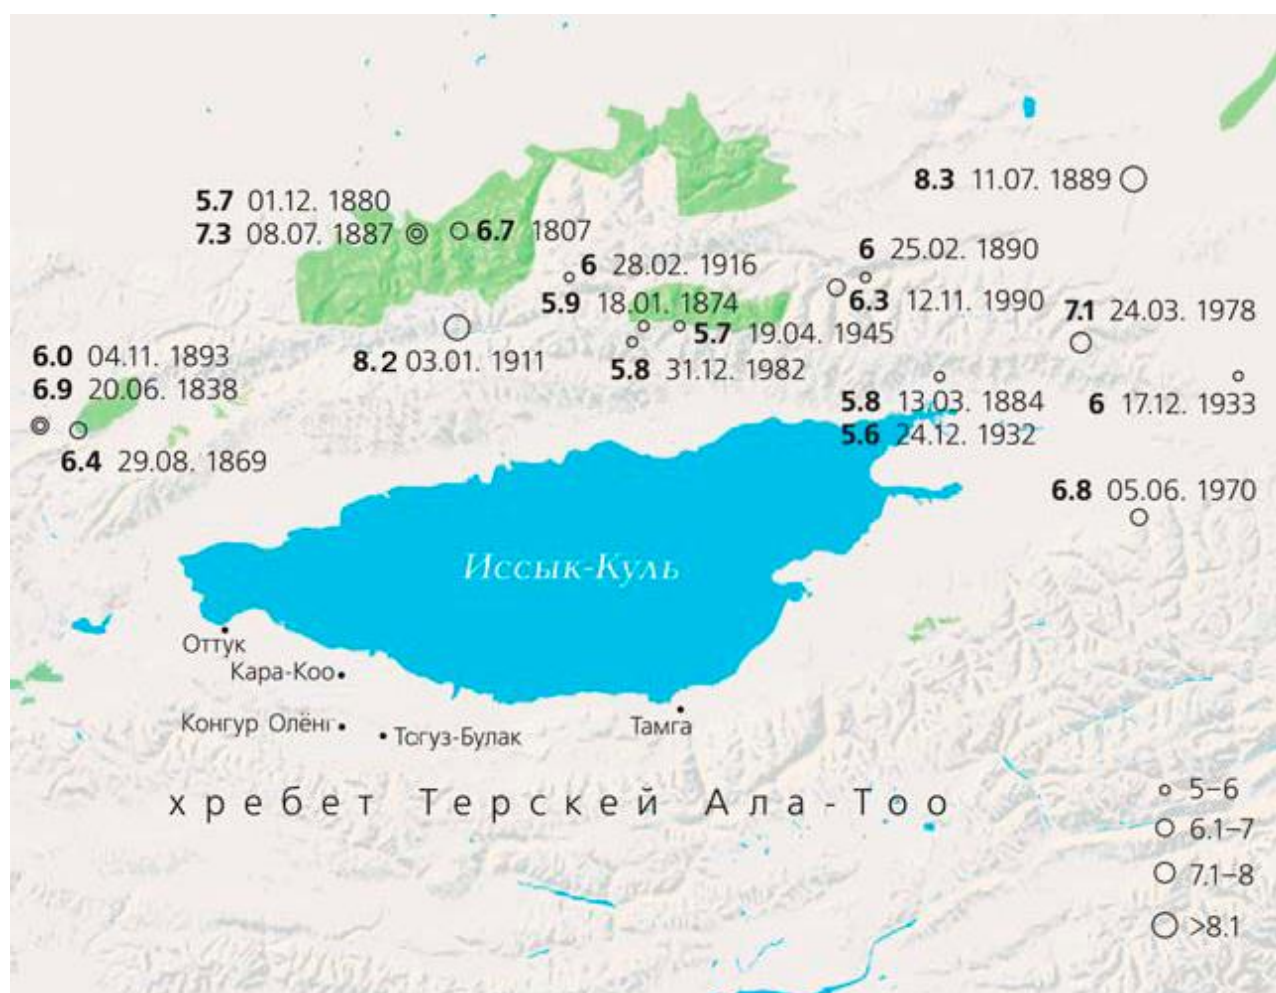 8.3 11.07. 1889
5.7 01.12. 1880
7.3 08.07. 1887
6.7 1807
6 25.02. 1890
6 28.02. 1916
5.9 18.01. 1874
6.3 12.11. 1990
7.1 24.03. 1978
5.7 19.04. 1945
6.0 04.11. 1893
8.2 03.01. 1911
5.8 31.12. 1982
6.9 20.06. 1838
5.8 13.03. 1884
6 17.12. 1933
5.6 24.12. 1932
6.4 29.08. 1869
6.8 05.06. 1970
Иссык-Куль
Оттук
Кара-Коо
Конгур Олёнг
Тогуз-Булак
Тамга
хребет Терскей Ала-Тоо
5–6
6.1–7
7.1–8
>8.1